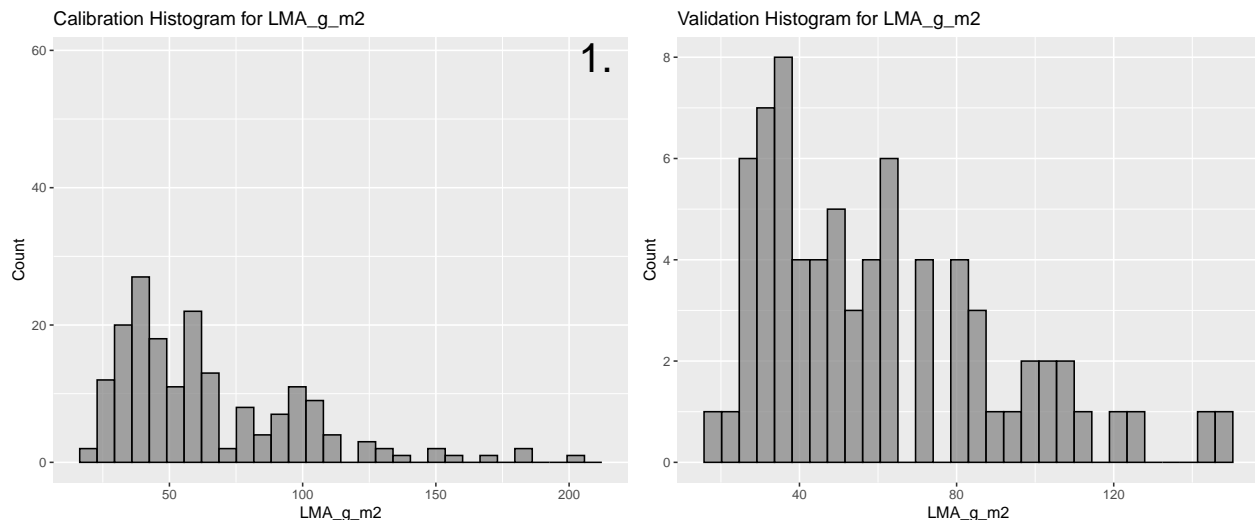 Calibration Histogram for LMA_g_m2
1.
60
40
20
0
Count
50 100 150 200
LMA_g_m2
Validation Histogram for LMA_g_m2
8
6
4
2
0
Count
40 80 120
LMA_g_m2